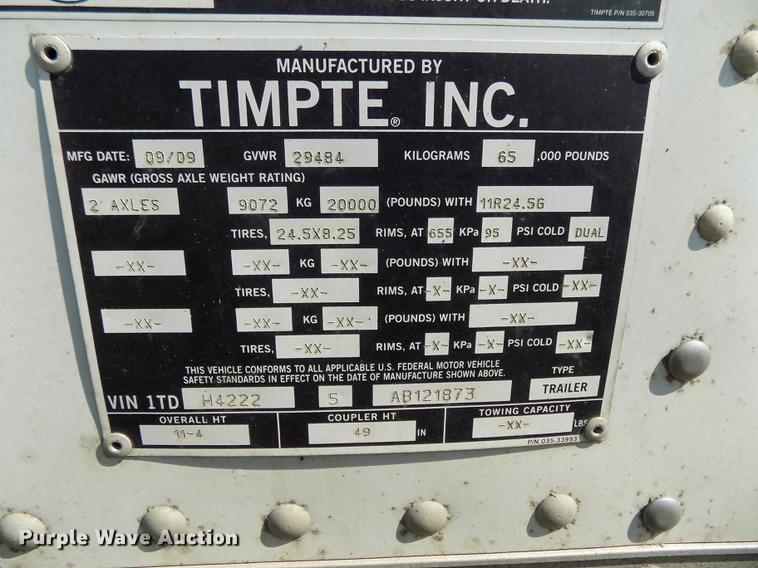 TIMPTE P/N 035-30705
MANUFACTURED BY
TIMPTE® INC.
MFG DATE: 09/09 GVWR 29484 KILOGRAMS 65 ,000 POUNDS
GAWR (GROSS AXLE WEIGHT RATING)
2 AXLES 9072 KG 20000 (POUNDS) WITH 11R24.5G
TIRES, 24.5X8.25 RIMS, AT 655 KPa 95 PSI COLD DUAL
-XX- -XX- KG -XX- (POUNDS) WITH -XX-
TIRES, -XX- RIMS, AT -X- KPa -X- PSI COLD -XX-
-XX- -XX- KG -XX- (POUNDS) WITH -XX-
TIRES, -XX- RIMS, AT -X- KPa -X- PSI COLD -XX-
THIS VEHICLE CONFORMS TO ALL APPLICABLE U.S. FEDERAL MOTOR VEHICLE
SAFETY STANDARDS IN EFFECT ON THE DATE OF MANUFACTURE SHOWN ABOVE.
TYPE
TRAILER
VIN 1TD H4222 5 AB121873
OVERALL HT COUPLER HT TOWING CAPACITY
11-4 49 IN -XX- LBS
P/N 035-33993
Purple Wave Auction